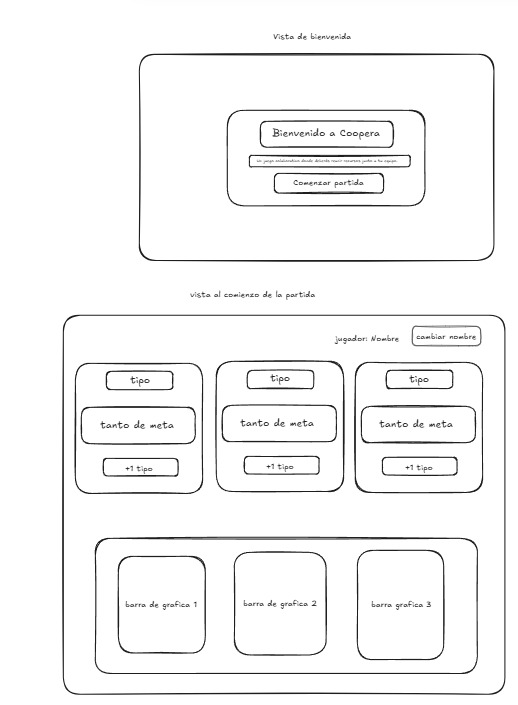 Vista de bienvenida
Bienvenido a Coopera
Un juego colaborativo donde deberás reunir recursos junto a tu equipo
Comenzar partida
vista al comienzo de la partida
jugador: Nombre
cambiar nombre
tipo
tipo
tipo
tanto de meta
tanto de meta
tanto de meta
+1 tipo
+1 tipo
+1 tipo
barra de grafica 1
barra de grafica 2
barra grafica 3